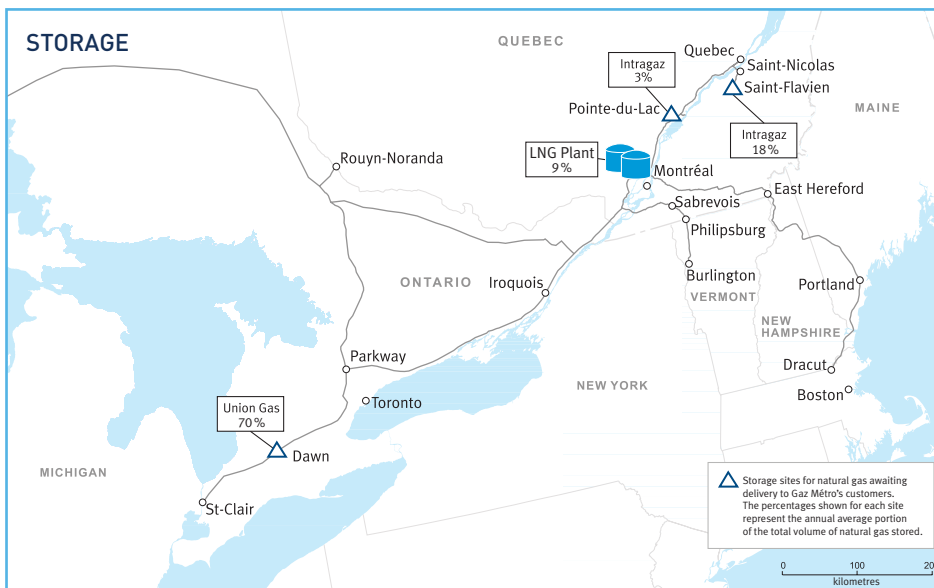 STORAGE
QUEBEC
Quebec
Saint-Nicolas
Intragaz
3%
Saint-Flavien
Pointe-du-Lac
MAINE
Intragaz
18%
LNG Plant
9%
Rouyn-Noranda
Montréal
East Hereford
Sabrevois
Philipsburg
ONTARIO
Iroquois
Burlington
VERMONT
Portland
NEW
HAMPSHIRE
Parkway
Dracut
NEW YORK
Boston
Toronto
Union Gas
70%
Dawn
MICHIGAN
St-Clair
Storage sites for natural gas awaiting
delivery to Gaz Métro's customers.
The percentages shown for each site
represent the annual average portion
of the total volume of natural gas stored.
0 100 20
kilometres